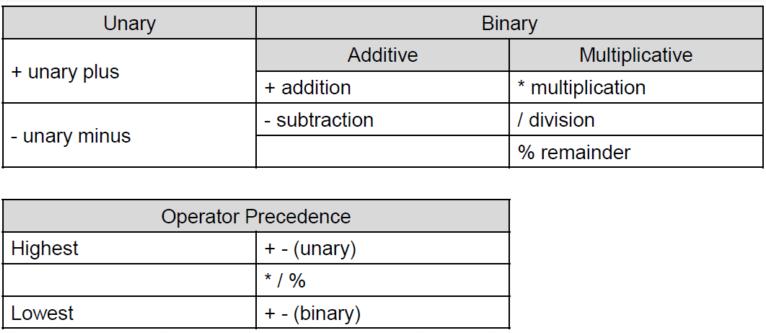 Unary Binary
Additive Multiplicative
+ unary plus
+ addition * multiplication
- subtraction / division
- unary minus
% remainder
Operator Precedence
Highest + - (unary)
* / %
Lowest + - (binary)